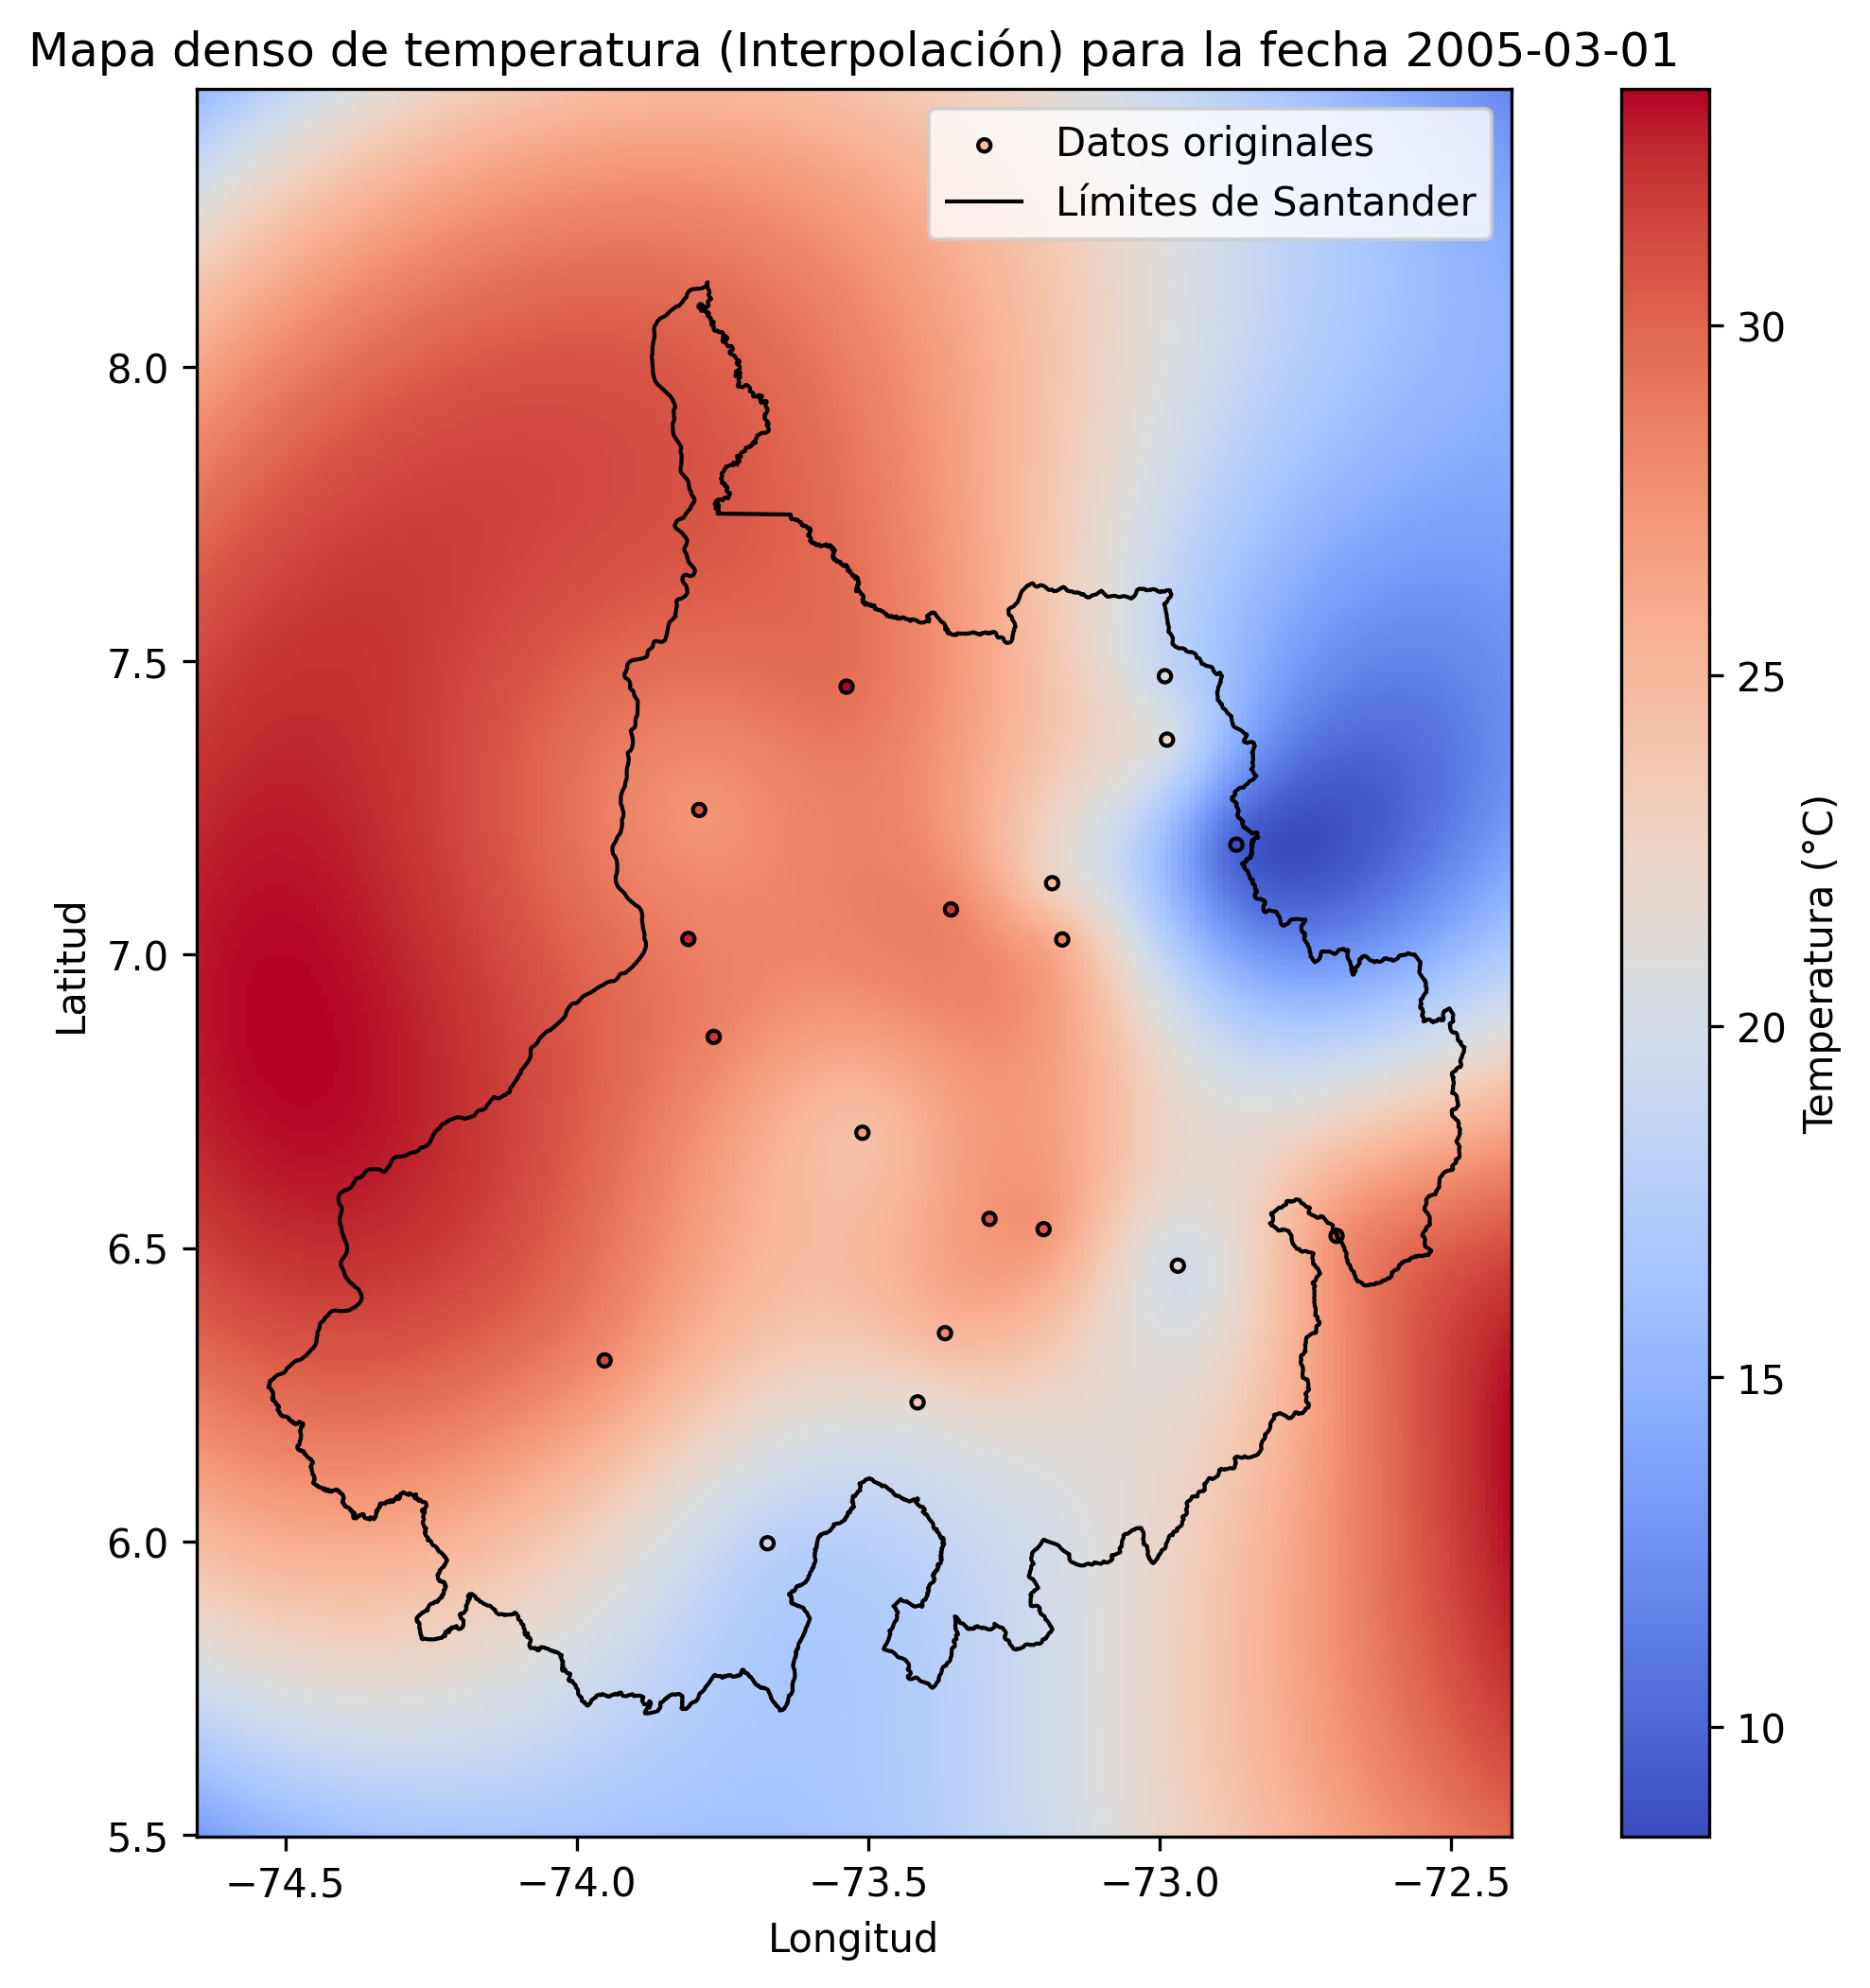 Mapa denso de temperatura (Interpolación) para la fecha 2005-03-01
Datos originales
Límites de Santander
8.0
7.5
7.0
6.5
6.0
5.5
Latitud
−74.5
−74.0
−73.5
−73.0
−72.5
Longitud
30
25
20
15
10
Temperatura (°C)